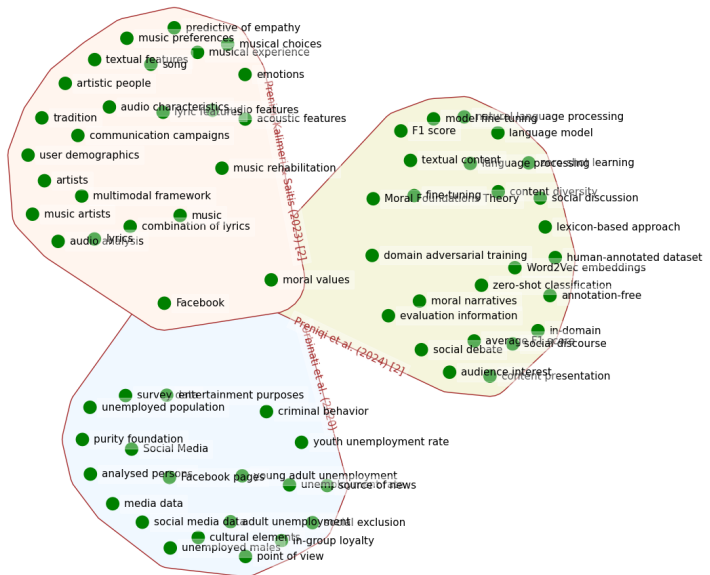 predictive of empathy
music preferences
musical choices
musical experience
textual features
song
emotions
artistic people
audio characteristics
lyric features
audio features
acoustic features
tradition
communication campaigns
user demographics
music rehabilitation
artists
multimodal framework
music artists
music
combination of lyrics
lyrics
audio analysis
moral values
Facebook
Kalimeri & Saitis (2023) [2]
natural language processing
model fine-tuning
F1 score
language model
textual content
language processing
zero-shot learning
fine-tuning
content diversity
Moral Foundations Theory
social discussion
lexicon-based approach
domain adversarial training
human-annotated dataset
Word2Vec embeddings
zero-shot classification
annotation-free
moral narratives
evaluation information
in-domain
average F1 score
social discourse
social debate
audience interest
content presentation
Preniqi et al. (2024) [2]
et al. (2020)
survey data
entertainment purposes
unemployed population
criminal behavior
purity foundation
youth unemployment rate
Social Media
analysed persons
Facebook pages
young adult unemployment
source of news
media data
social media data
adult unemployment
social exclusion
cultural elements
in-group loyalty
unemployed males
point of view